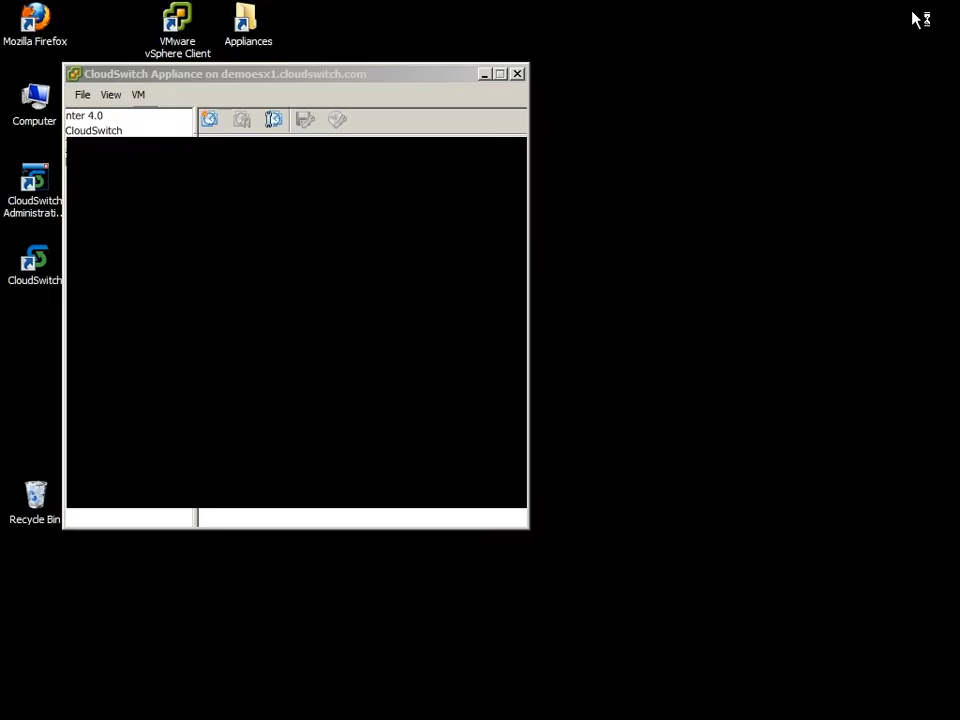 Mozilla Firefox
VMware
vSphere Client
Appliances
CloudSwitch Appliance on demoesx1.cloudswitch.com
File View VM
Computer
nter 4.0
CloudSwitch
CloudSwitch
Administrati...
CloudSwitch
Recycle Bin